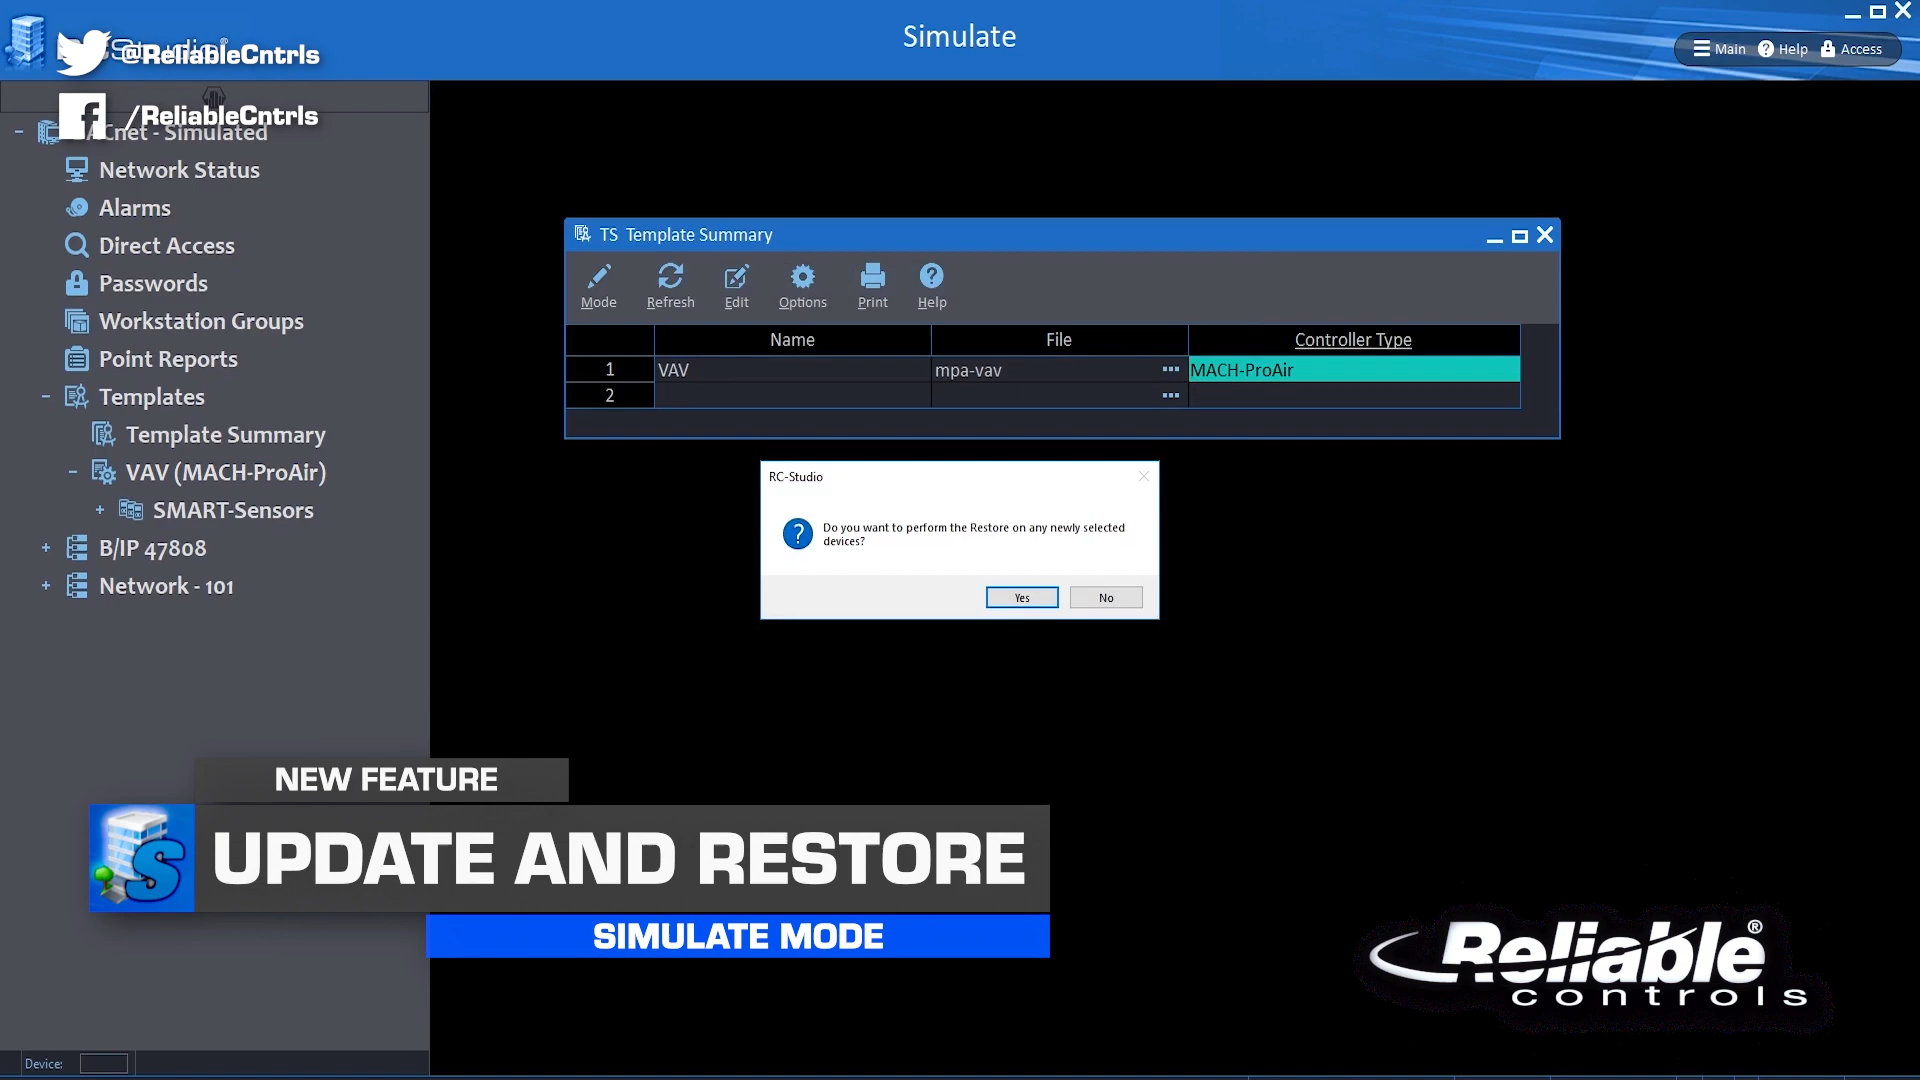 Simulate
Main Help Access
@ReliableCntrls
/ReliableCntrls
BACnet - Simulated
Network Status
Alarms
Direct Access
Passwords
Workstation Groups
Point Reports
Templates
Template Summary
VAV (MACH-ProAir)
SMART-Sensors
B/IP 47808
Network - 101
TS Template Summary
Mode Refresh Edit Options Print Help
Name File Controller Type
1 VAV mpa-vav ... MACH-ProAir
2 ...
RC-Studio
Do you want to perform the Restore on any newly selected
devices?
Yes No
NEW FEATURE
S UPDATE AND RESTORE
SIMULATE MODE
Reliable®
controls
Device: